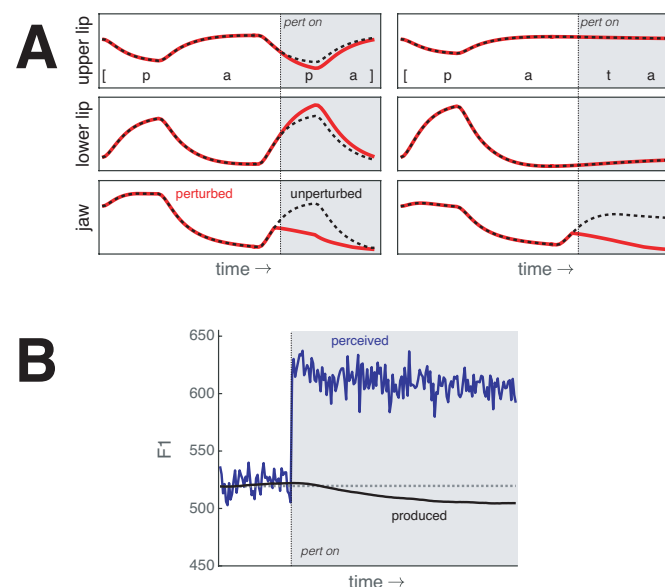 A
pert on
pert on
upper lip
[ p a p a ]
[ p a t a
lower lip
jaw
perturbed
unperturbed
time →
time →
B
650
600
550
500
450
F1
perceived
produced
pert on
time →